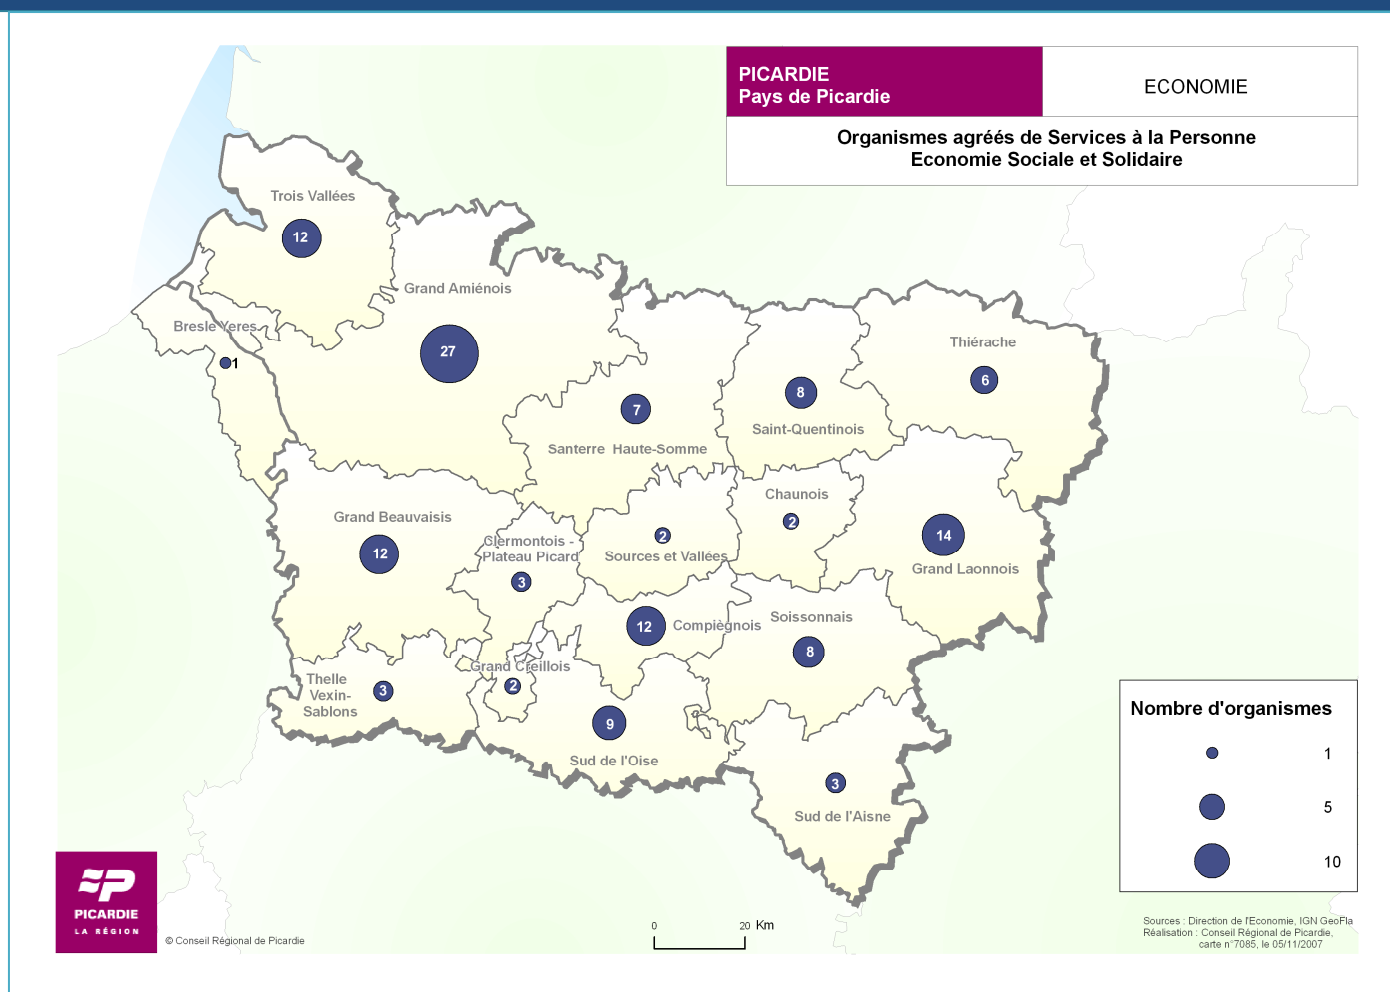 PICARDIE
Pays de Picardie
ECONOMIE
Organismes agréés de Services à la Personne
Economie Sociale et Solidaire
Trois Vallées
12
Grand Amiénois
27
Bresle Yeres
1
Thiérache
6
8
Saint-Quentinois
7
Santerre Haute-Somme
Chaunois
2
Grand Beauvaisis
12
Clermontois -
Plateau Picard
3
2
Sources et Vallées
14
Grand Laonnois
12
Compiègnois
Soissonnais
8
Grand Creillois
2
Thelle
Vexin-
Sablons
3
9
Sud de l'Oise
3
Sud de l'Aisne
Nombre d'organismes
1
5
10
PICARDIE
LA RÉGION
© Conseil Régional de Picardie
0 20 Km
Sources : Direction de l'Economie, IGN GeoFla
Réalisation : Conseil Régional de Picardie,
carte n°7085, le 05/11/2007